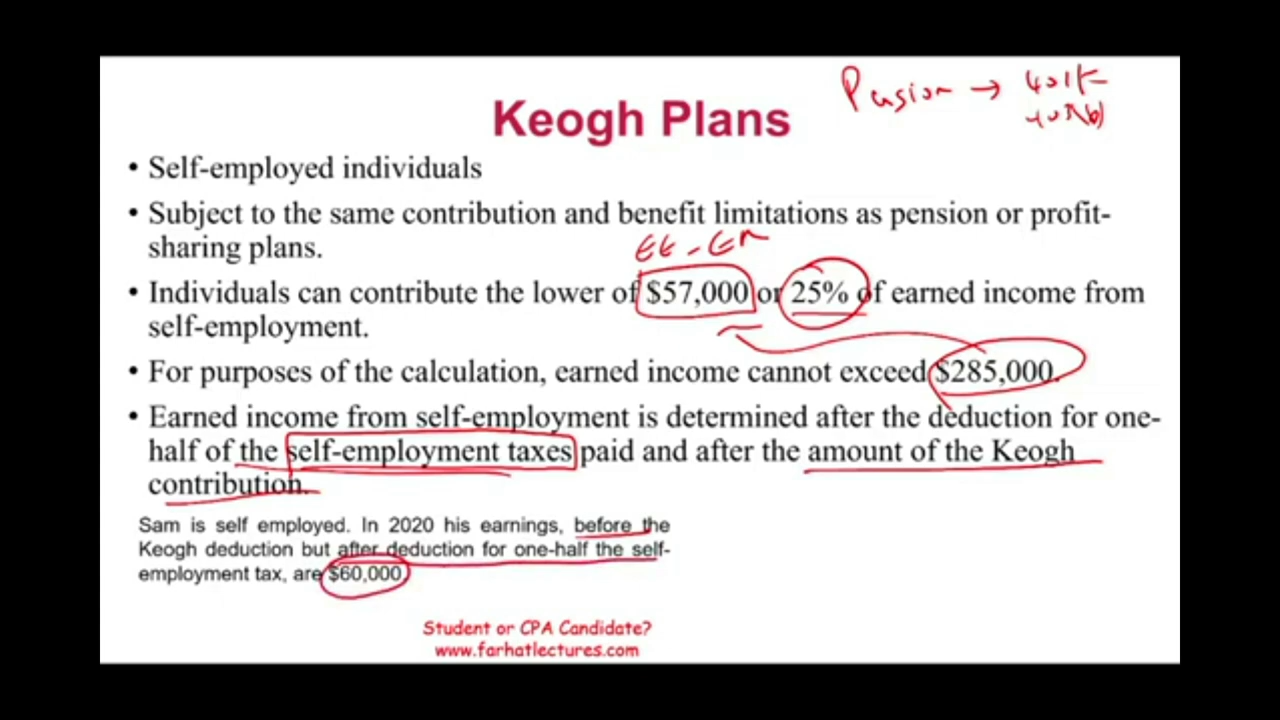 Pension → 401K
403(b)
Keogh Plans
• Self-employed individuals
• Subject to the same contribution and benefit limitations as pension or profit-
sharing plans.
EE - ER
• Individuals can contribute the lower of $57,000 or 25% of earned income from
self-employment.
• For purposes of the calculation, earned income cannot exceed $285,000.
• Earned income from self-employment is determined after the deduction for one-
half of the self-employment taxes paid and after the amount of the Keogh
contribution.
Sam is self employed. In 2020 his earnings, before the
Keogh deduction but after deduction for one-half the self-
employment tax, are $60,000
Student or CPA Candidate?
www.farhatlectures.com